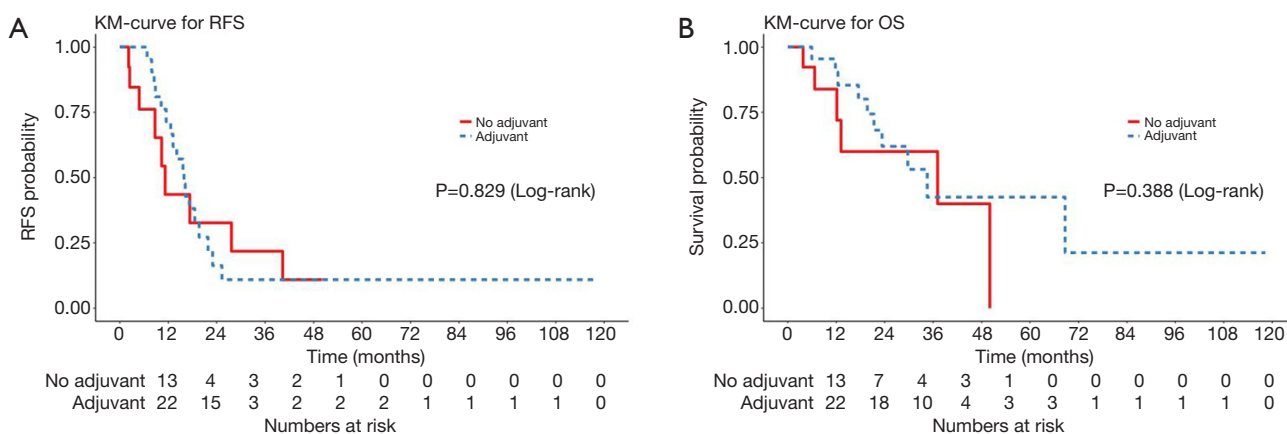 A
KM-curve for RFS
1.00
0.75
0.50
0.25
0.00
RFS probability
No adjuvant
Adjuvant
P=0.829 (Log-rank)
0 12 24 36 48 60 72 84 96 108 120
Time (months)
No adjuvant 13 4 3 2 1 0 0 0 0 0 0
Adjuvant 22 15 3 2 2 2 1 1 1 1 0
Numbers at risk
B
KM-curve for OS
1.00
0.75
0.50
0.25
0.00
Survival probability
No adjuvant
Adjuvant
P=0.388 (Log-rank)
0 12 24 36 48 60 72 84 96 108 120
Time (months)
No adjuvant 13 7 4 3 1 0 0 0 0 0 0
Adjuvant 22 18 10 4 3 3 1 1 1 1 0
Numbers at risk